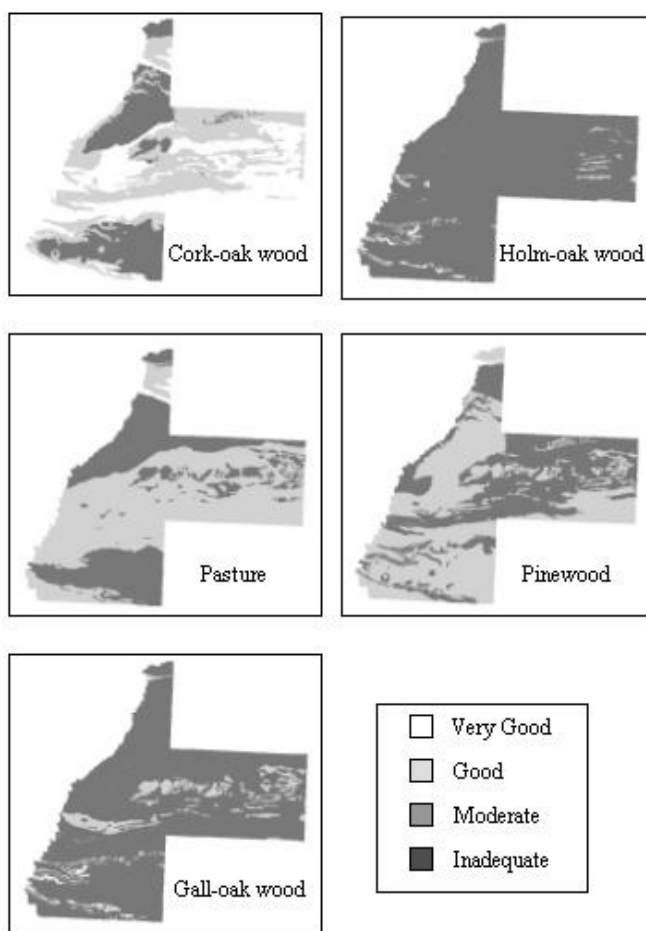 Cork-oak wood
Holm-oak wood
Pasture
Pinewood
Gall-oak wood
Very Good
Good
Moderate
Inadequate